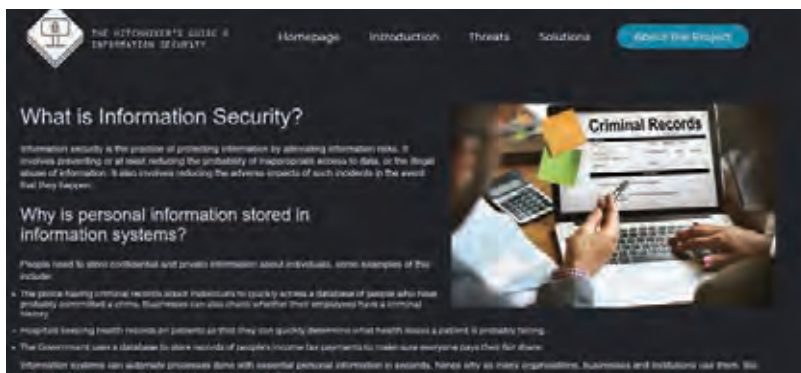 THE HITCHHIKER'S GUIDE 2
INFORMATION SECURITY
Homepage Introduction Threats Solutions About the Project
What is Information Security?
Information security is the practice of protecting information by alleviating information risks. It
involves preventing or at least reducing the probability of inappropriate access to data, or the illegal
abuse of information. It also involves reducing the adverse impacts of such incidents in the event
that they happen.
Criminal Records
Why is personal information stored in
information systems?
People need to store confidential and private information about individuals, some examples of this
include:
The police having criminal records about individuals to quickly access a database of people who have
probably committed a crime. Businesses can also check whether their employees have a criminal
history.
Hospitals keeping health records on patients so that they can quickly determine what health issues a patient is probably facing.
The Government uses a database to store records of people's income tax payments to make sure everyone pays their fair share.
Information systems can automate processes done with essential personal information in seconds, hence why so many organisations, businesses and institutions use them.